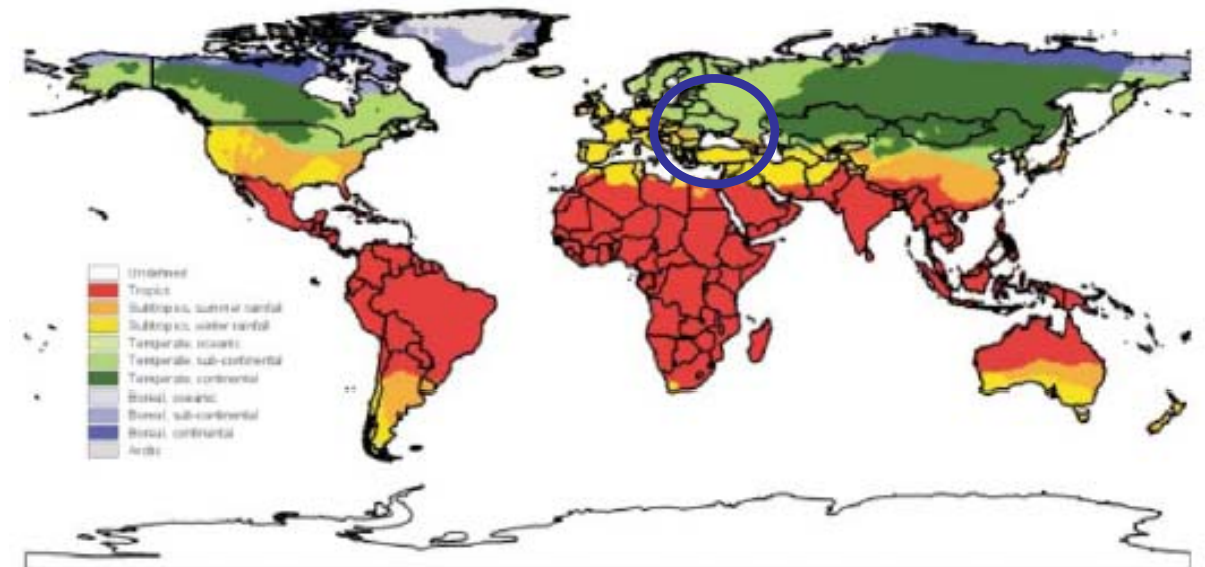 Undefined
Tropics
Subtropics, summer rainfall
Subtropics, winter rainfall
Temperate, oceanic
Temperate, sub-continental
Temperate, continental
Boreal, oceanic
Boreal, sub-continental
Boreal, continental
Arctic